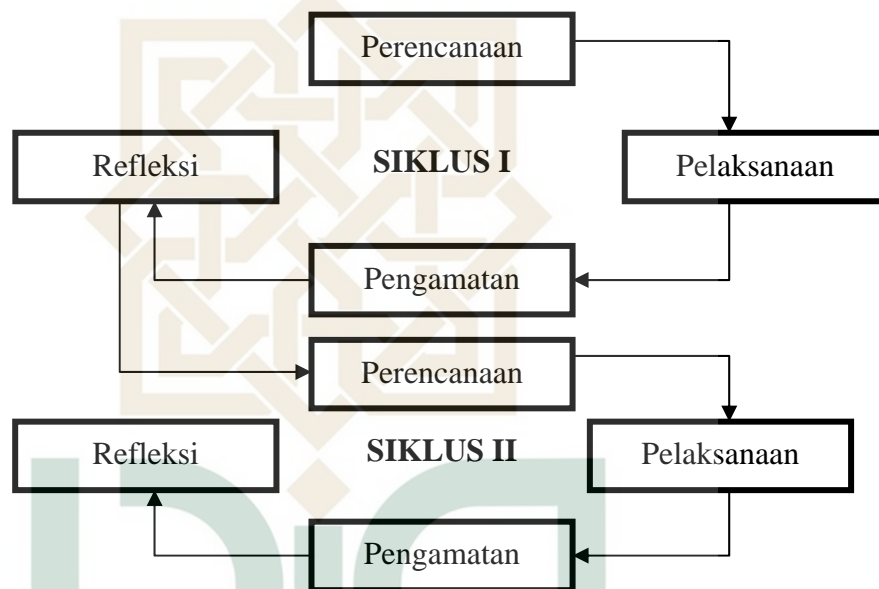 Perencanaan
Refleksi
SIKLUS I
Pelaksanaan
Pengamatan
Perencanaan
Refleksi
SIKLUS II
Pelaksanaan
Pengamatan